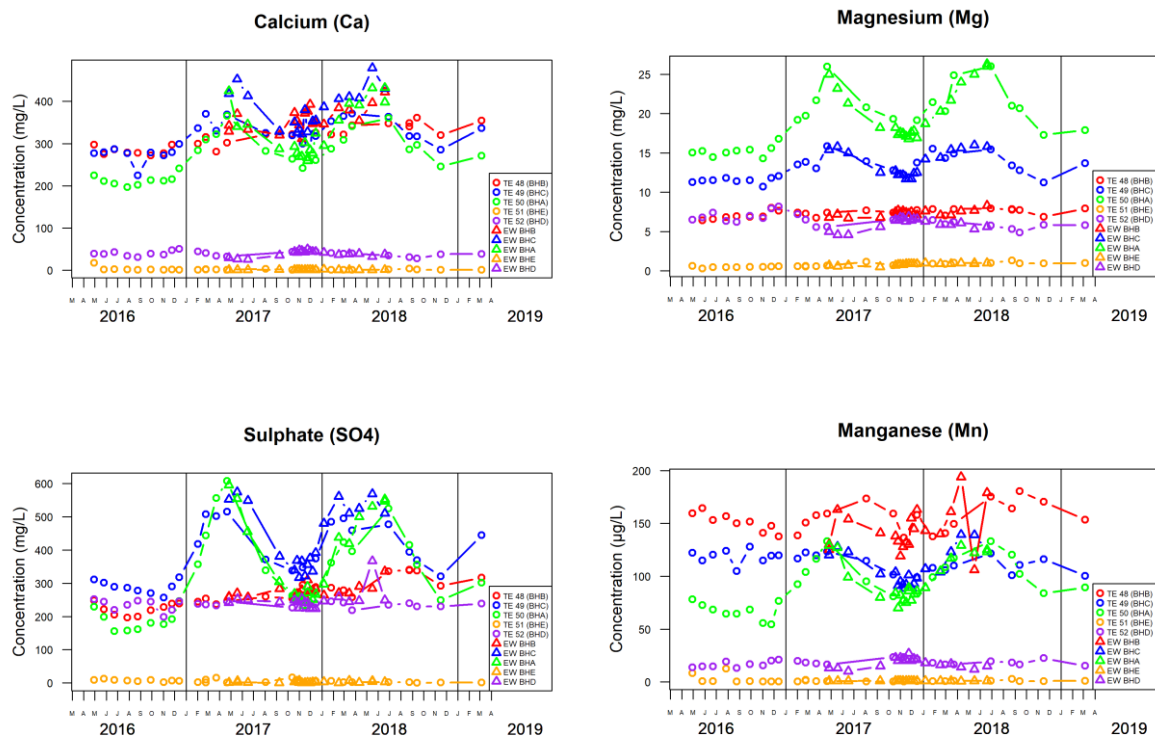 Calcium (Ca)
Concentration (mg/L)
400
300
200
100
0
TE 48 (BHB)
TE 49 (BHC)
TE 50 (BHA)
TE 51 (BHE)
TE 52 (BHD)
EW BHB
EW BHC
EW BHA
EW BHE
EW BHD
M A M J J A S O N D J F M A M J J A S O N D J F M A M J J A S O N D J F M A
2016 2017 2018 2019
Magnesium (Mg)
Concentration (mg/L)
25
20
15
10
5
0
TE 48 (BHB)
TE 49 (BHC)
TE 50 (BHA)
TE 51 (BHE)
TE 52 (BHD)
EW BHB
EW BHC
EW BHA
EW BHE
EW BHD
M A M J J A S O N D J F M A M J J A S O N D J F M A M J J A S O N D J F M A
2016 2017 2018 2019
Sulphate (SO4)
Concentration (mg/L)
600
500
400
300
200
100
0
TE 48 (BHB)
TE 49 (BHC)
TE 50 (BHA)
TE 51 (BHE)
TE 52 (BHD)
EW BHB
EW BHC
EW BHA
EW BHE
EW BHD
M A M J J A S O N D J F M A M J J A S O N D J F M A M J J A S O N D J F M A
2016 2017 2018 2019
Manganese (Mn)
Concentration (µg/L)
200
150
100
50
0
TE 48 (BHB)
TE 49 (BHC)
TE 50 (BHA)
TE 51 (BHE)
TE 52 (BHD)
EW BHB
EW BHC
EW BHA
EW BHE
EW BHD
M A M J J A S O N D J F M A M J J A S O N D J F M A M J J A S O N D J F M A
2016 2017 2018 2019